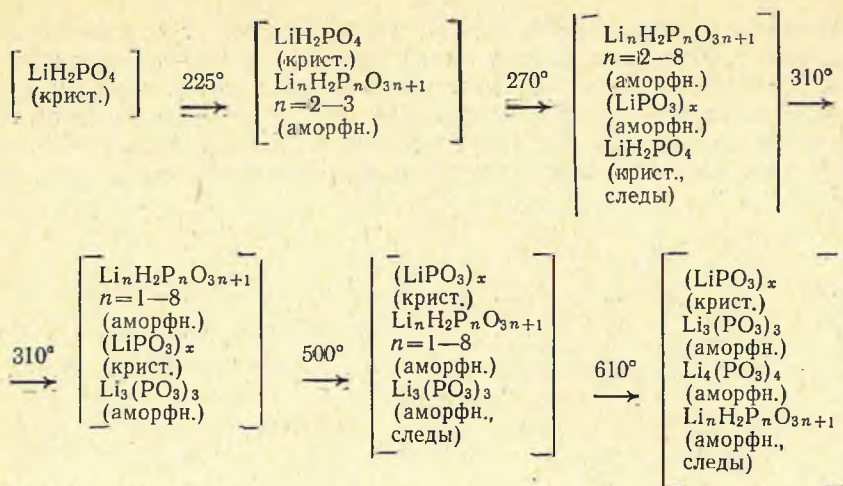 [LiH₂PO₄
(крист.)]
225°
→
[LiH₂PO₄
(крист.)
LiₙH₂PₙO₃ₙ₊₁
n=2—3
(аморфн.)]
270°
→
[LiₙH₂PₙO₃ₙ₊₁
n=2—8
(аморфн.)
(LiPO₃)ₓ
(аморфн.)
LiH₂PO₄
(крист.,
следы)]
310°
→
310°
→
[LiₙH₂PₙO₃ₙ₊₁
n=1—8
(аморфн.)
(LiPO₃)ₓ
(крист.)
Li₃(PO₃)₃
(аморфн.)]
500°
→
[(LiPO₃)ₓ
(крист.)
LiₙH₂PₙO₃ₙ₊₁
n=1—8
(аморфн.)
Li₃(PO₃)₃
(аморфн.,
следы)]
610°
→
[(LiPO₃)ₓ
(крист.)
Li₃(PO₃)₃
(аморфн.)
Li₄(PO₃)₄
(аморфн.)
LiₙH₂PₙO₃ₙ₊₁
(аморфн.,
следы)]